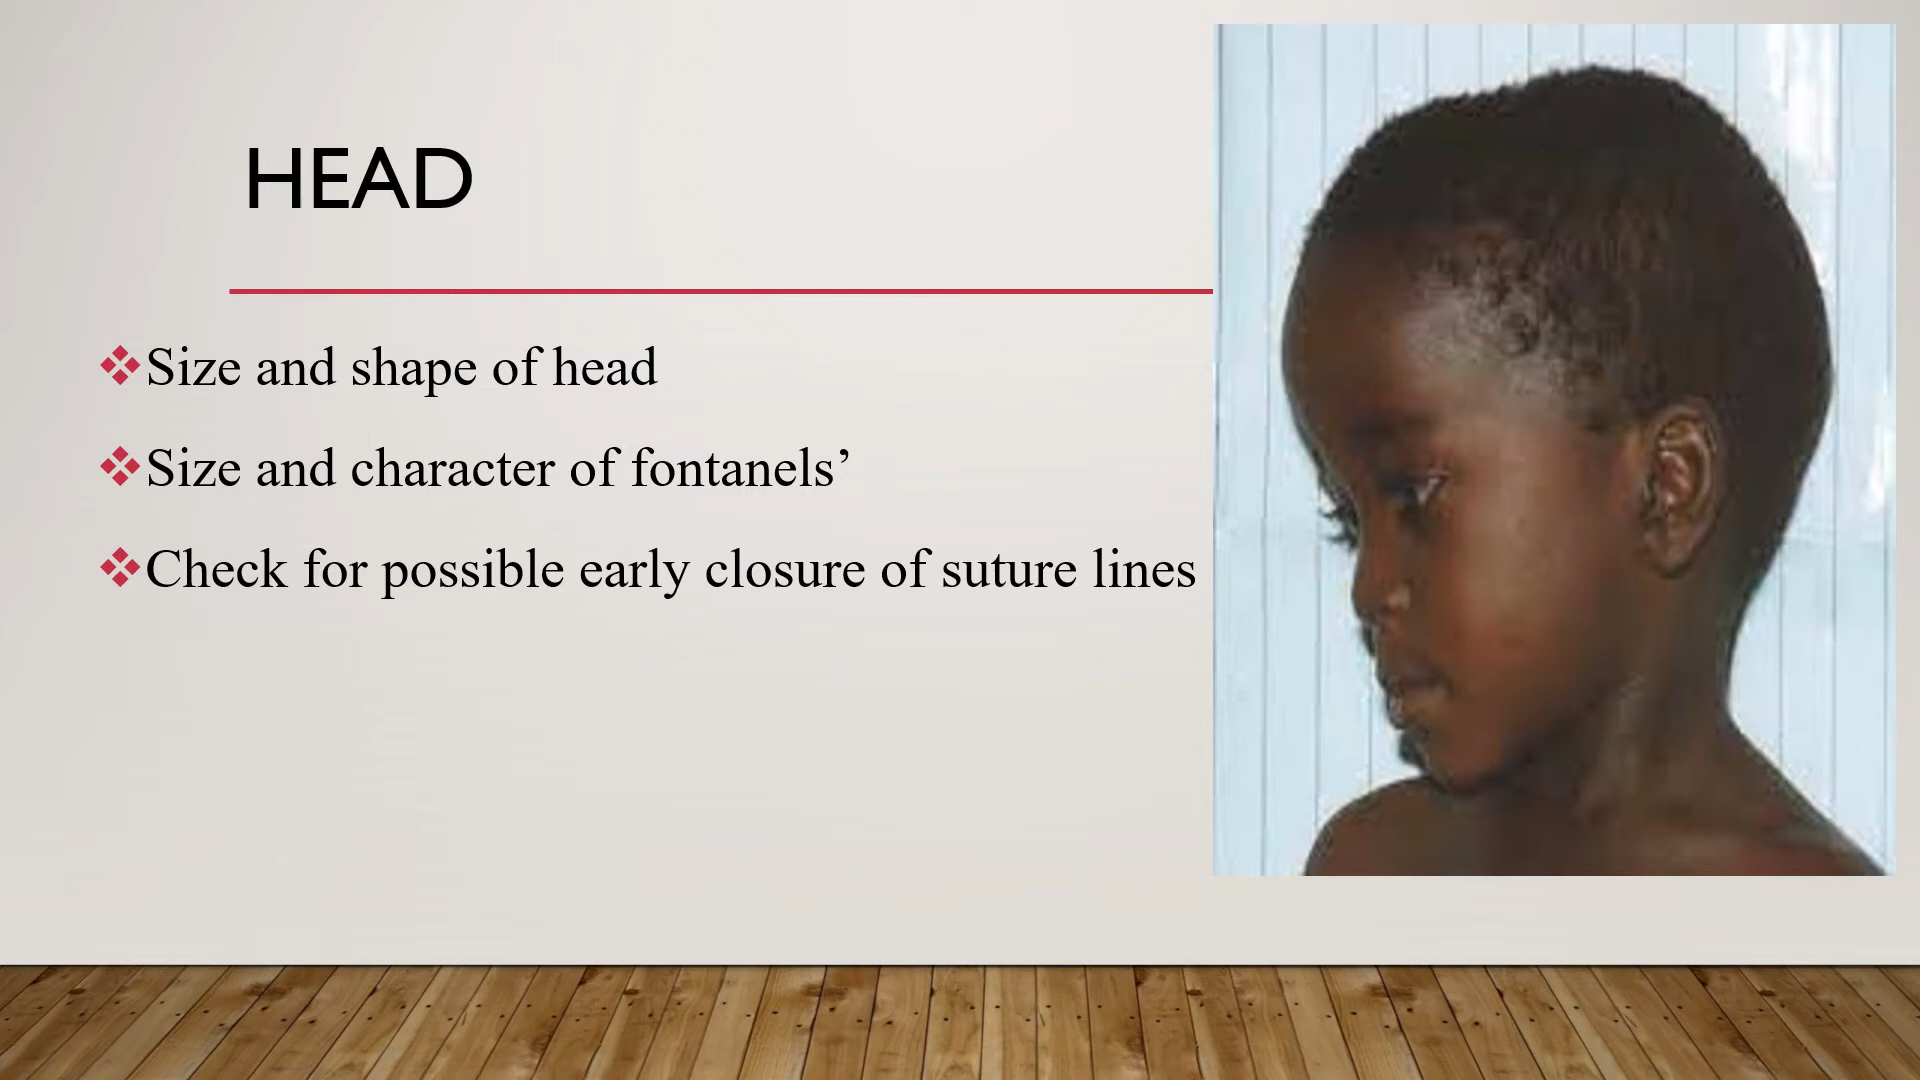 HEAD
Size and shape of head
Size and character of fontanels’
Check for possible early closure of suture lines